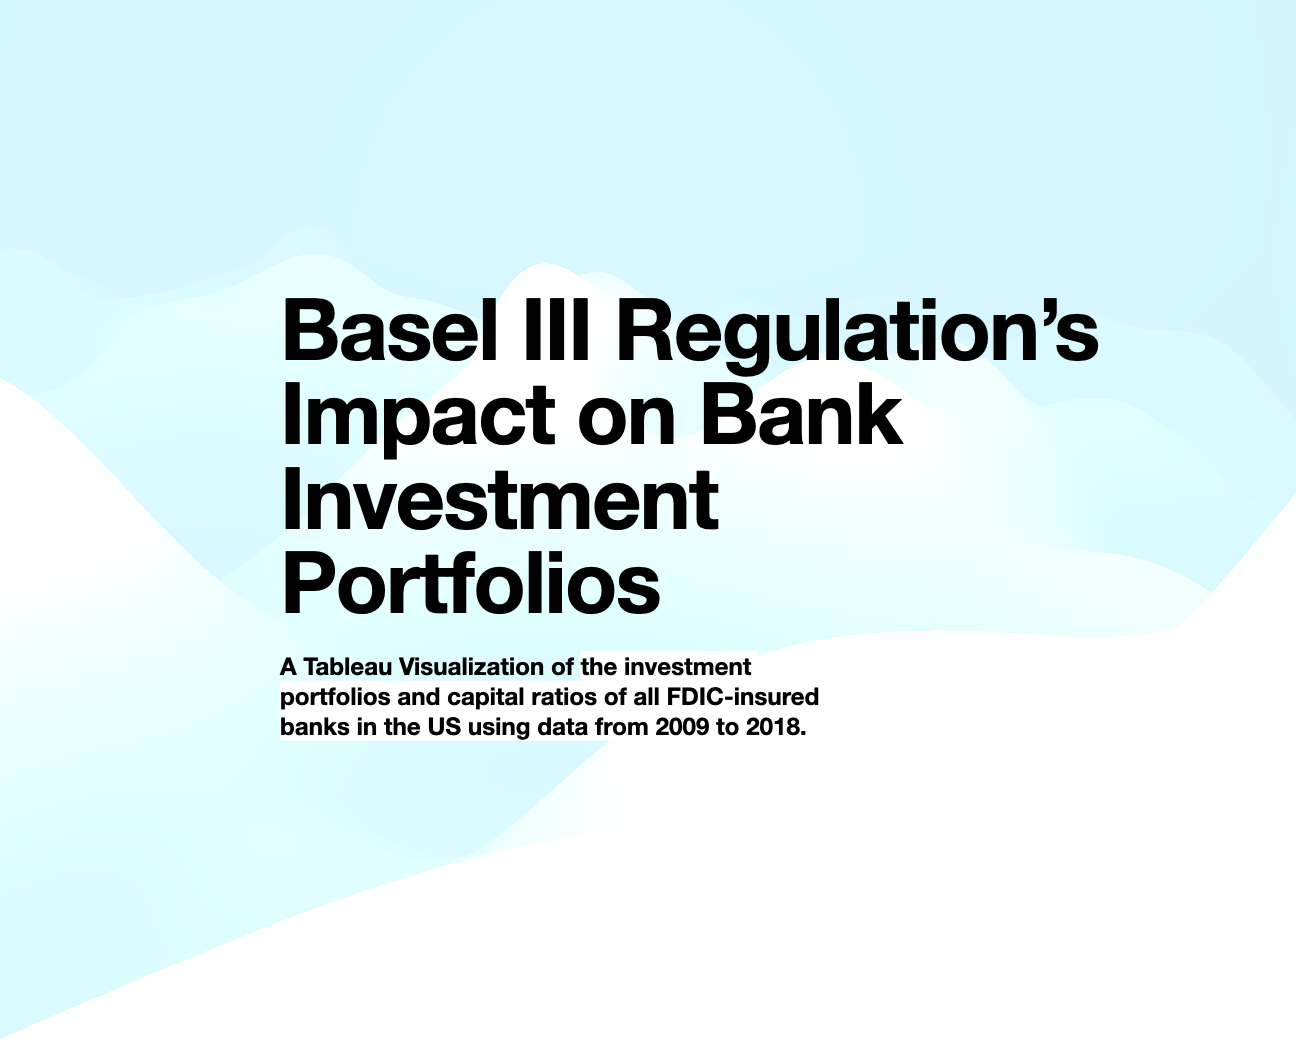 Basel III Regulation’s
Impact on Bank
Investment
Portfolios
A Tableau Visualization of the investment
portfolios and capital ratios of all FDIC-insured
banks in the US using data from 2009 to 2018.